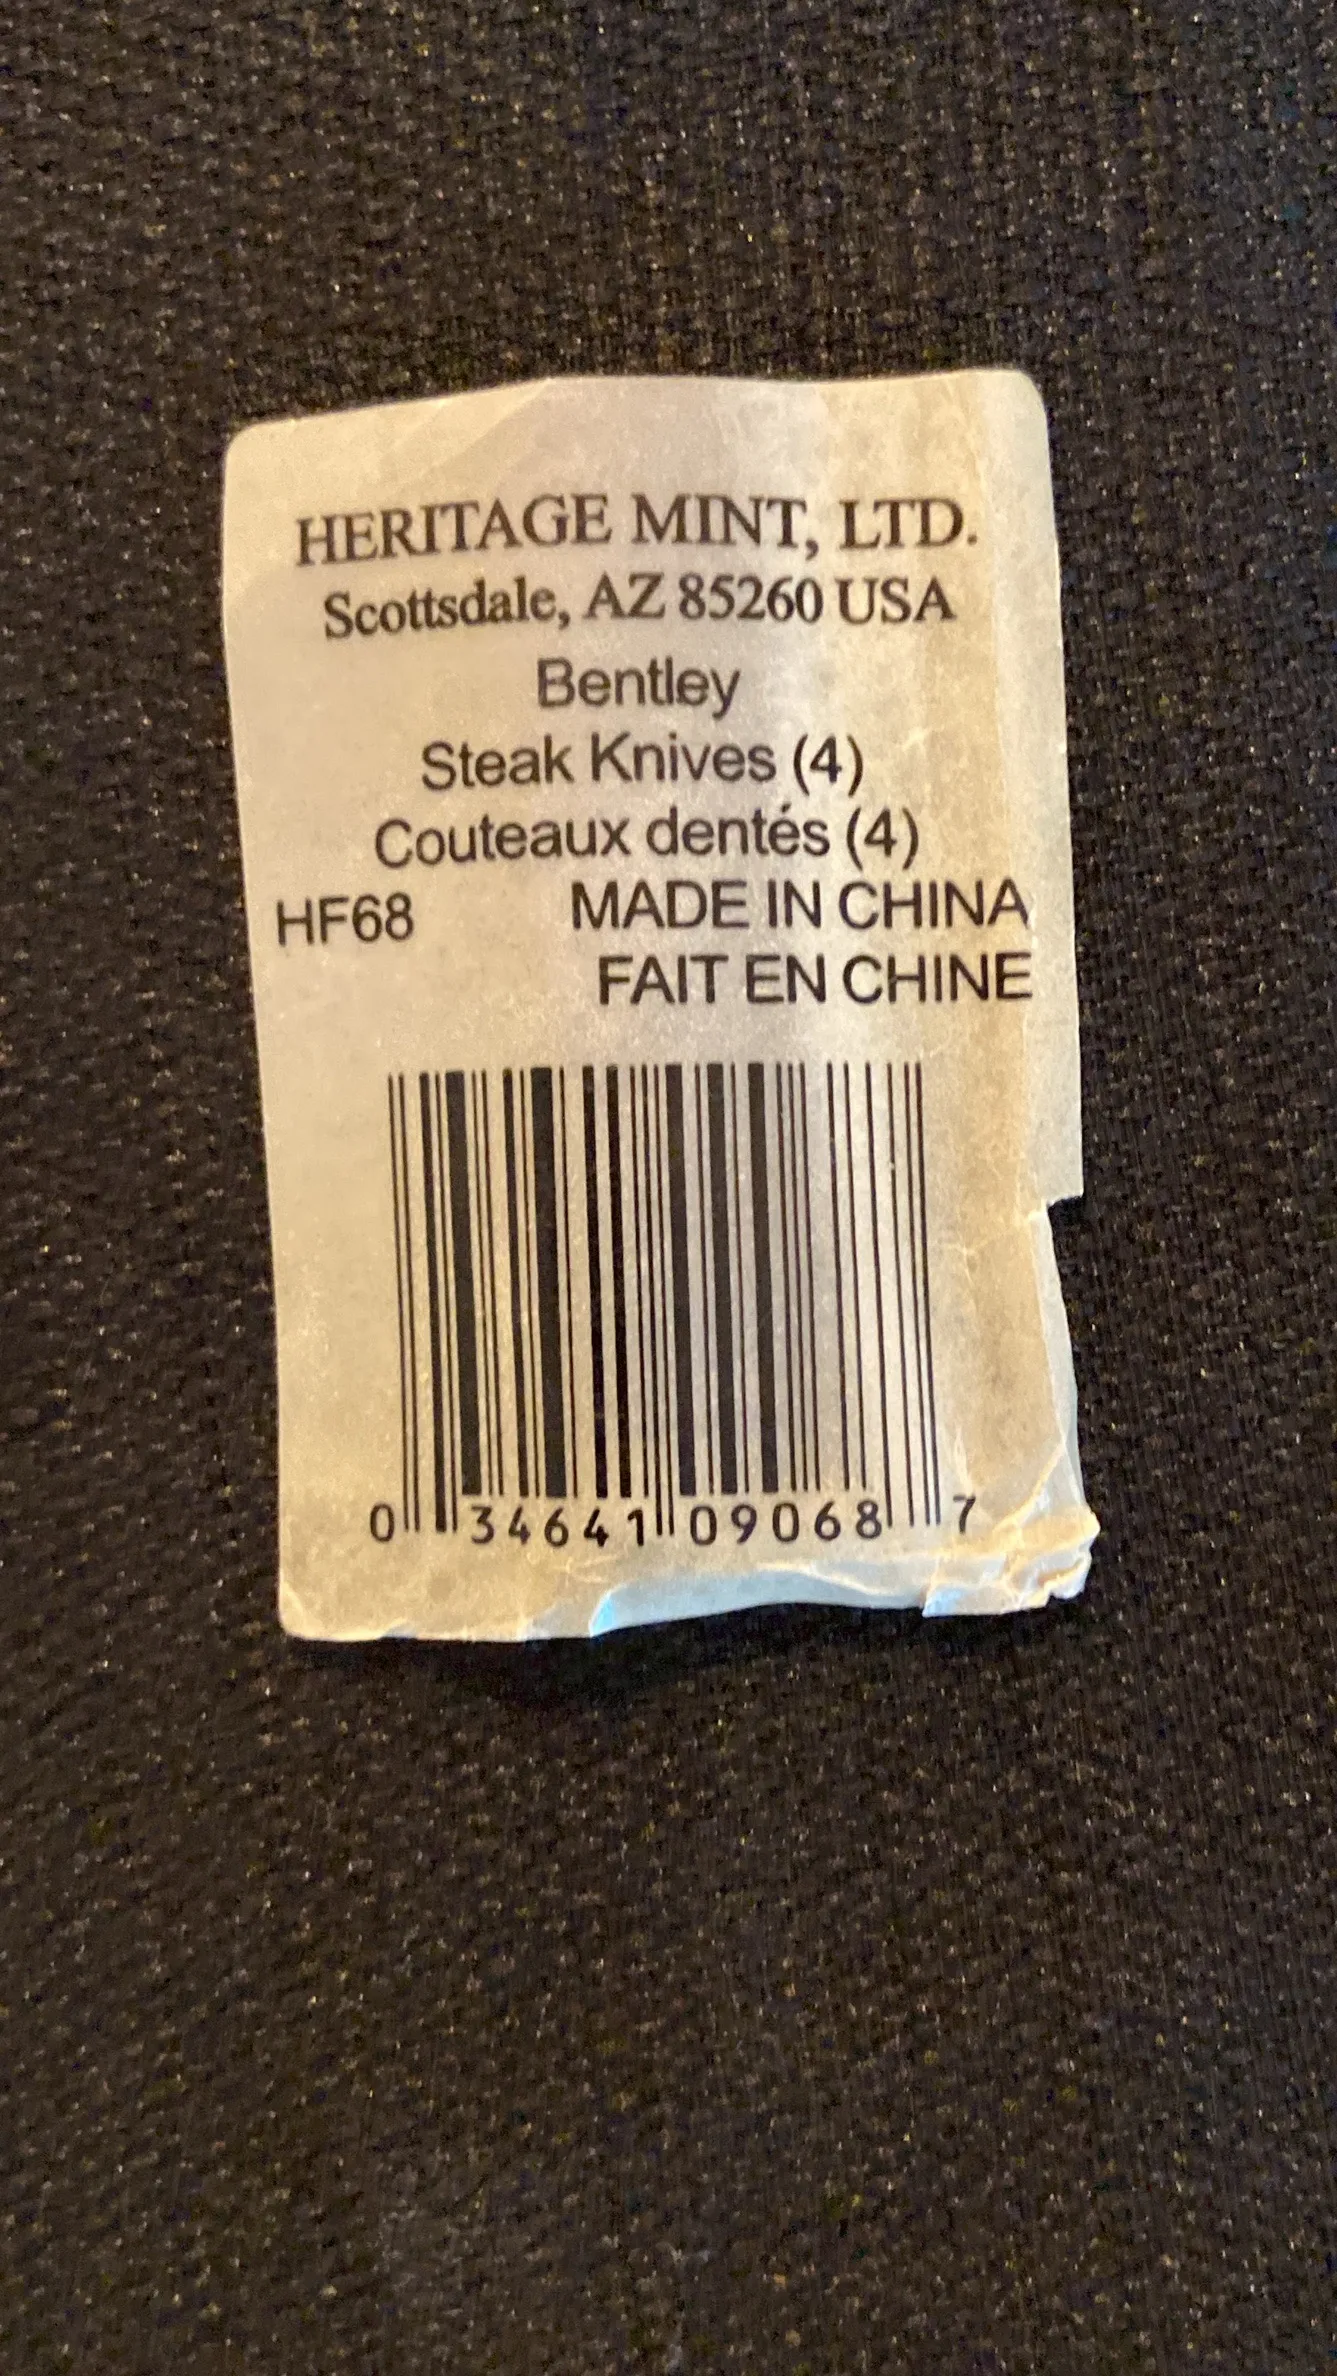 HERITAGE MINT, LTD.
Scottsdale, AZ 85260 USA
Bentley
Steak Knives (4)
Couteaux dentés (4)
HF68 MADE IN CHINA
FAIT EN CHINE
0 34641 09068 7